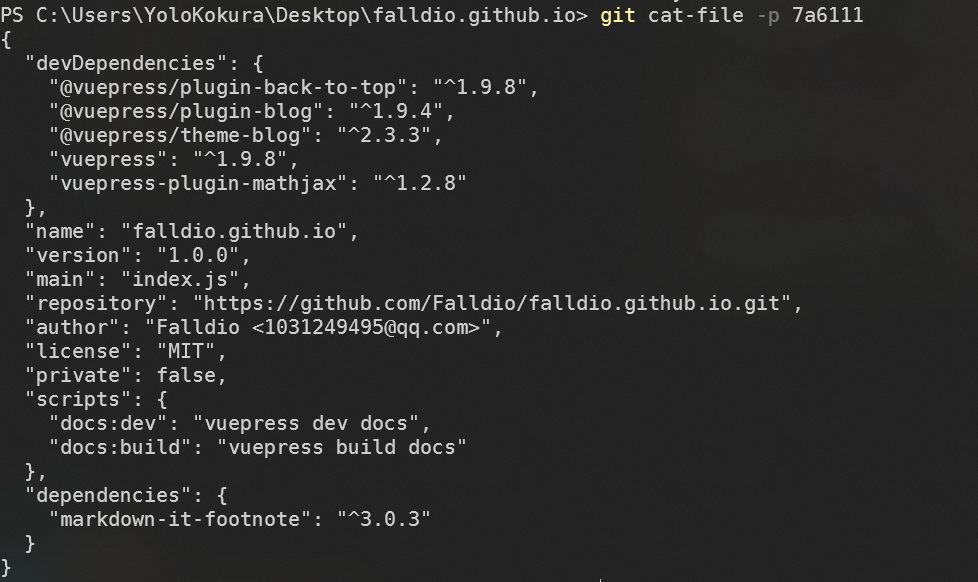 PS C:\Users\YoloKokura\Desktop\falldio.github.io> git cat-file -p 7a6111
{
  "devDependencies": {
    "@vuepress/plugin-back-to-top": "^1.9.8",
    "@vuepress/plugin-blog": "^1.9.4",
    "@vuepress/theme-blog": "^2.3.3",
    "vuepress": "^1.9.8",
    "vuepress-plugin-mathjax": "^1.2.8"
  },
  "name": "falldio.github.io",
  "version": "1.0.0",
  "main": "index.js",
  "repository": "https://github.com/Falldio/falldio.github.io.git",
  "author": "Falldio <1031249495@qq.com>",
  "license": "MIT",
  "private": false,
  "scripts": {
    "docs:dev": "vuepress dev docs",
    "docs:build": "vuepress build docs"
  },
  "dependencies": {
    "markdown-it-footnote": "^3.0.3"
  }
}